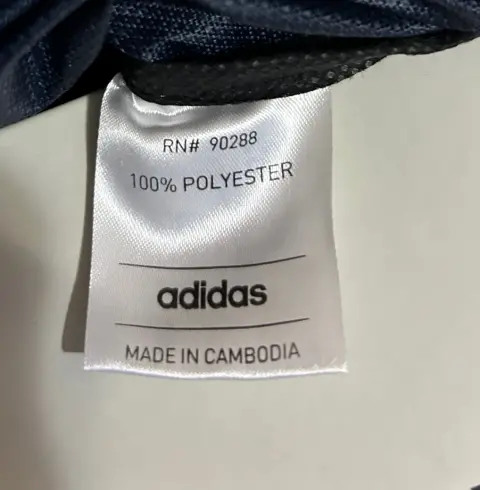 RN# 90288
100% POLYESTER
adidas
MADE IN CAMBODIA